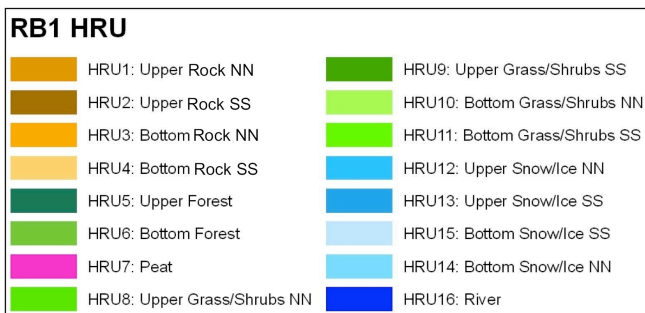 RB1 HRU
HRU1: Upper Rock NN
HRU2: Upper Rock SS
HRU3: Bottom Rock NN
HRU4: Bottom Rock SS
HRU5: Upper Forest
HRU6: Bottom Forest
HRU7: Peat
HRU8: Upper Grass/Shrubs NN
HRU9: Upper Grass/Shrubs SS
HRU10: Bottom Grass/Shrubs NN
HRU11: Bottom Grass/Shrubs SS
HRU12: Upper Snow/Ice NN
HRU13: Upper Snow/Ice SS
HRU15: Bottom Snow/Ice SS
HRU14: Bottom Snow/Ice NN
HRU16: River